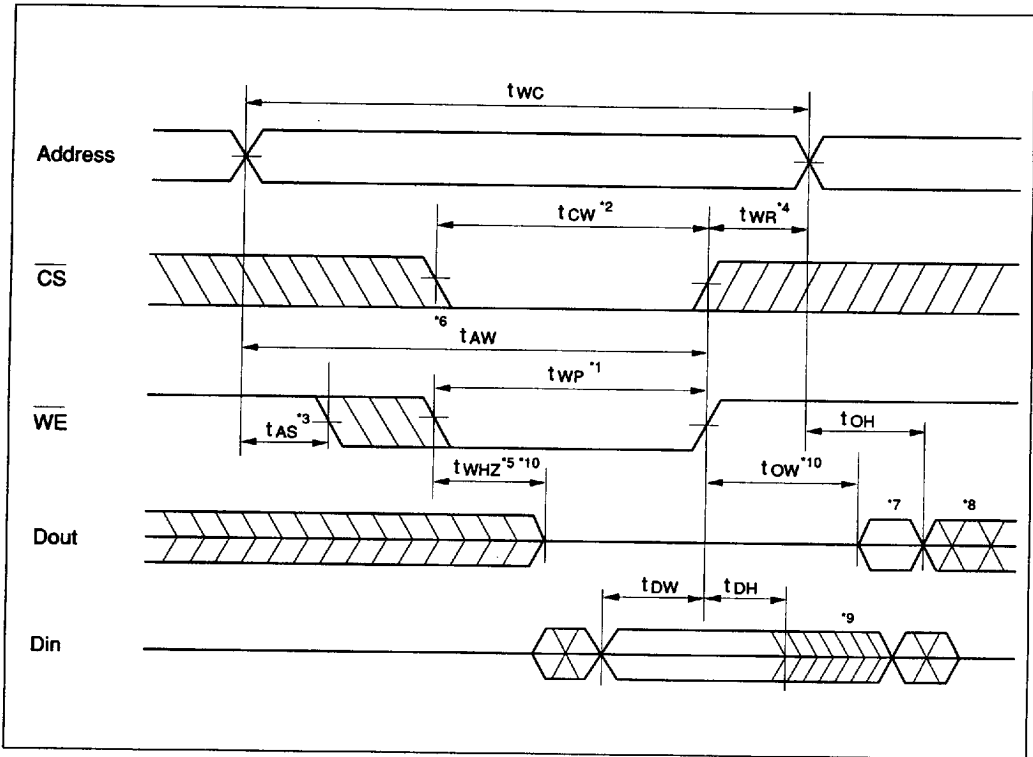 tWC
Address
tCW*2
tWR*4
CS
*6
tAW
tWP*1
WE
tAS*3
tOH
tWHZ*5 *10
tOW*10
*7
*8
Dout
tDW
tDH
*9
Din